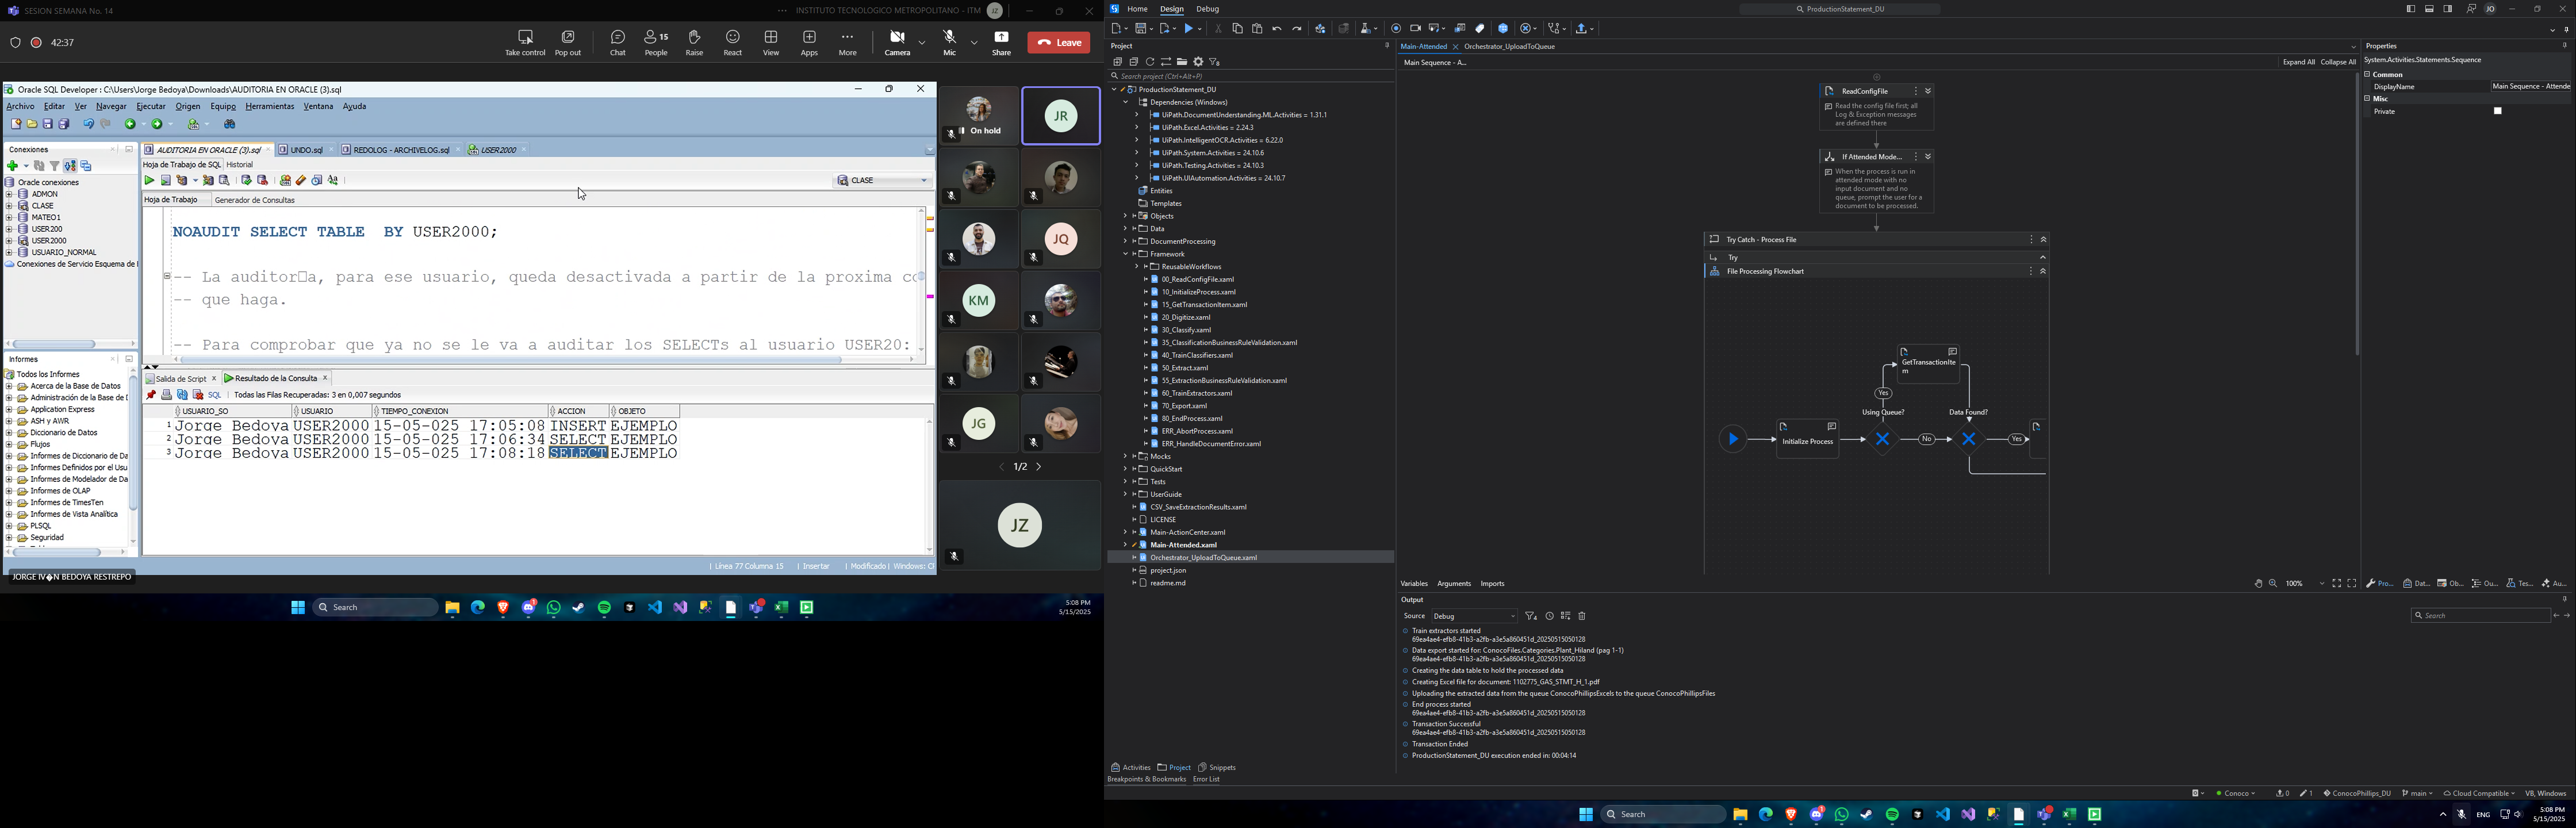 SESION SEMANA No. 14
INSTITUTO TECNOLOGICO METROPOLITANO - ITM
JZ
42:37
Take control
Pop out
Chat
15
People
Raise
React
View
Apps
More
Camera
Mic
Share
Leave
Oracle SQL Developer : C:\Users\Jorge Bedoya\Downloads\AUDITORIA EN ORACLE (3).sql
Archivo Editar Ver Navegar Ejecutar Origen Equipo Herramientas Ventana Ayuda
Conexiones
Oracle conexiones
ADMON
CLASE
MATEO1
USER200
USER2000
USUARIO_NORMAL
Conexiones de Servicio Esquema de
AUDITORIA EN ORACLE (3).sql
UNDO.sql
REDOLOG - ARCHIVELOG.sql
USER2000
Hoja de Trabajo de SQL Historial
CLASE
Hoja de Trabajo Generador de Consultas
NOAUDIT SELECT TABLE BY USER2000;
-- La auditor□a, para ese usuario, queda desactivada a partir de la proxima co
-- que haga.
-- Para comprobar que ya no se le va a auditar los SELECTs al usuario USER20:
Informes
Todos los Informes
Acerca de la Base de Datos
Administración de la Base de D
Application Express
ASH y AWR
Diccionario de Datos
Flujos
Informes de Diccionario de Da
Informes Definidos por el Usu
Informes de Modelador de Da
Informes de OLAP
Informes de TimesTen
Informes de Vista Analítica
PLSQL
Seguridad
Salida de Script
Resultado de la Consulta
SQL | Todas las Filas Recuperadas: 3 en 0,007 segundos
USUARIO_SO USUARIO TIEMPO_CONEXION ACCION OBJETO
1 Jorge Bedoya USER2000 15-05-025 17:05:08 INSERT EJEMPLO
2 Jorge Bedoya USER2000 15-05-025 17:06:34 SELECT EJEMPLO
3 Jorge Bedoya USER2000 15-05-025 17:08:18 SELECT EJEMPLO
Línea 77 Columna 15 | Insertar | Modificado | Windows: C
JORGE IV�N BEDOYA RESTREPO
On hold
JR
JQ
KM
JG
1/2
JZ
Search
5:08 PM
5/15/2025
Home Design Debug
ProductionStatement_DU
JO
Project
Search project (Ctrl+Alt+P)
ProductionStatement_DU
Dependencies (Windows)
UiPath.DocumentUnderstanding.ML.Activities = 1.31.1
UiPath.Excel.Activities = 2.24.3
UiPath.IntelligentOCR.Activities = 6.22.0
UiPath.System.Activities = 24.10.6
UiPath.Testing.Activities = 24.10.3
UiPath.UIAutomation.Activities = 24.10.7
Entities
Templates
Objects
Data
DocumentProcessing
Framework
ReusableWorkflows
00_ReadConfigFile.xaml
10_InitializeProcess.xaml
15_GetTransactionItem.xaml
20_Digitize.xaml
30_Classify.xaml
35_ClassificationBusinessRuleValidation.xaml
40_TrainClassifiers.xaml
50_Extract.xaml
55_ExtractionBusinessRuleValidation.xaml
60_TrainExtractors.xaml
70_Export.xaml
80_EndProcess.xaml
ERR_AbortProcess.xaml
ERR_HandleDocumentError.xaml
Mocks
QuickStart
Tests
UserGuide
CSV_SaveExtractionResults.xaml
LICENSE
Main-ActionCenter.xaml
Main-Attended.xaml
Orchestrator_UploadToQueue.xaml
project.json
readme.md
Activities Project Snippets
Breakpoints & Bookmarks Error List
Main-Attended
Orchestrator_UploadToQueue
Main Sequence - A...
Expand All Collapse All
ReadConfigFile
Read the config file first; all
Log & Exception messages
are defined there
If Attended Mode...
When the process is run in
attended mode with no
input document and no
queue, prompt the user for
a document to be processed.
Try Catch - Process File
Try
File Processing Flowchart
GetTransactionIte
m
Yes
Using Queue?
Data Found?
Initialize Process
No
Yes
Variables Arguments Imports
100%
Output
Source Debug
4
Search
Train extractors started
69ea4ae4-efb8-41b3-a2fb-a3e5a860451d_20250515050128
Data export started for: ConocoFiles.Categories.Plant_Hiland (pag 1-1)
69ea4ae4-efb8-41b3-a2fb-a3e5a860451d_20250515050128
Creating the data table to hold the processed data
Creating Excel file for document: 1102775_GAS_STMT_H_1.pdf
Uploading the extracted data from the queue ConocoPhillipsExcels to the queue ConocoPhillipsFiles
End process started
69ea4ae4-efb8-41b3-a2fb-a3e5a860451d_20250515050128
Transaction Successful
69ea4ae4-efb8-41b3-a2fb-a3e5a860451d_20250515050128
Transaction Ended
ProductionStatement_DU execution ended in: 00:04:14
Properties
System.Activities.Statements.Sequence
Common
DisplayName Main Sequence - Attende
Misc
Private
Pro... Dat... Ob... Ou... Tes... Au...
Conoco 0 1 ConocoPhillips_DU main Cloud Compatible VB, Windows
Search
ENG
5:08 PM
5/15/2025